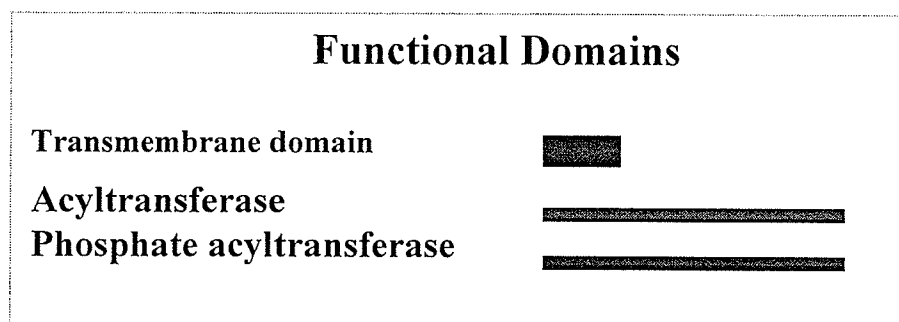 Functional Domains
Transmembrane domain
Acyltransferase
Phosphate acyltransferase